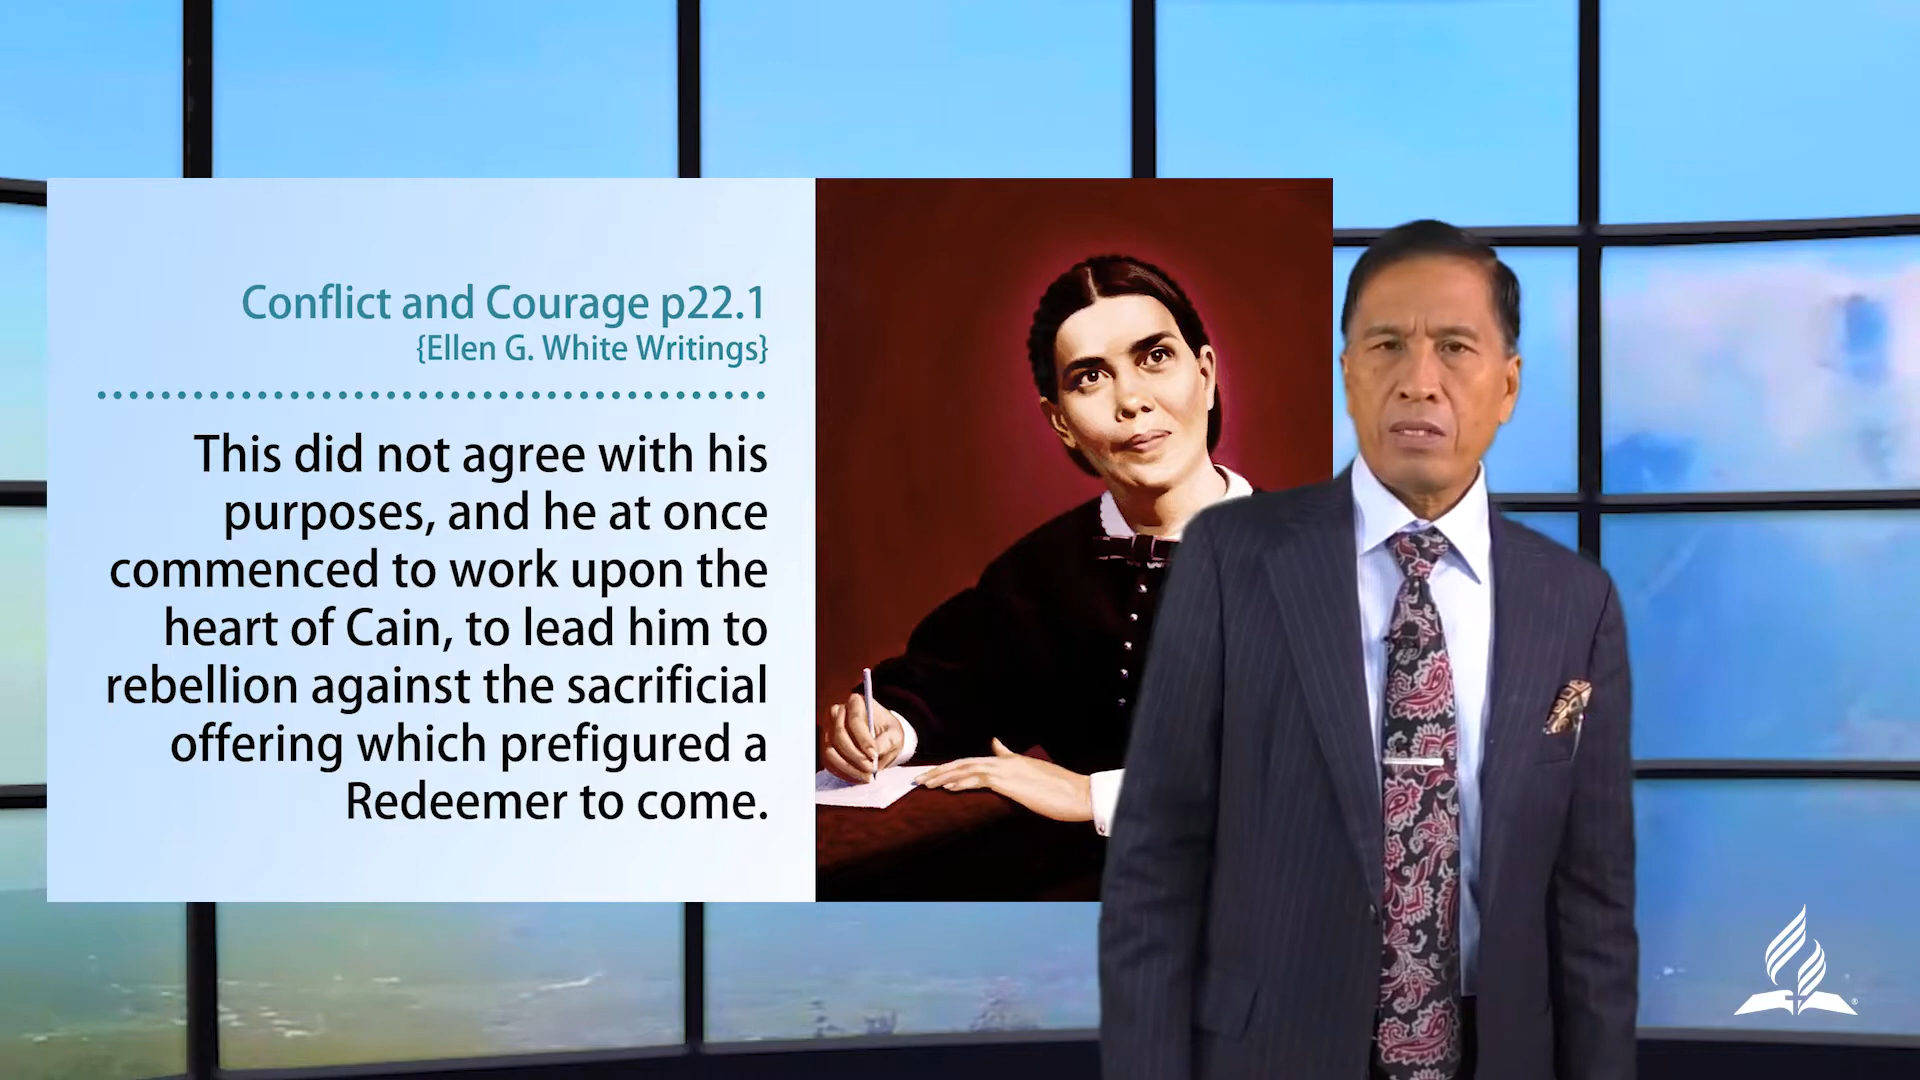 Conflict and Courage p22.1
{Ellen G. White Writings}
This did not agree with his
purposes, and he at once
commenced to work upon the
heart of Cain, to lead him to
rebellion against the sacrificial
offering which prefigured a
Redeemer to come.